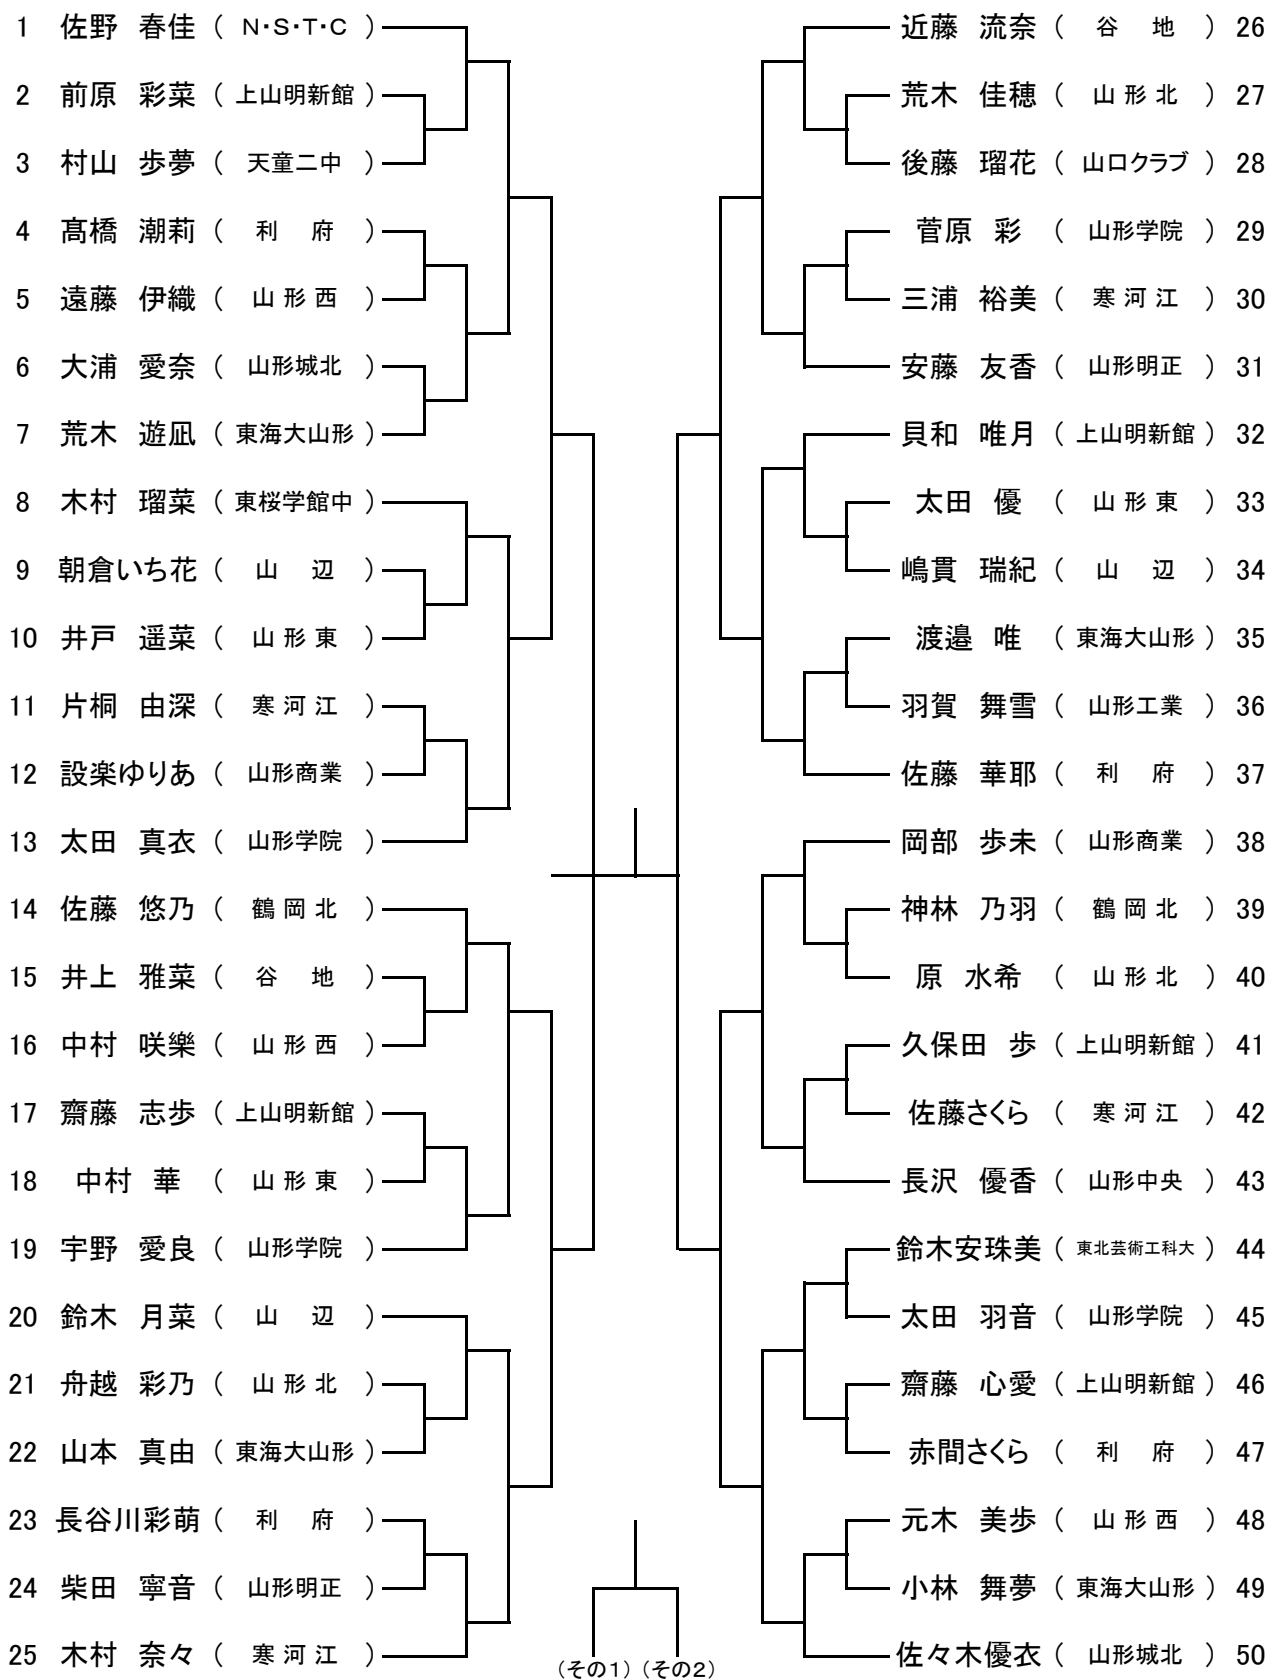 1 佐野 春佳 ( N・S・T・C )
2 前原 彩菜 ( 上山明新館 )
3 村山 歩夢 ( 天童二中 )
4 髙橋 潮莉 ( 利 府 )
5 遠藤 伊織 ( 山 形 西 )
6 大浦 愛奈 ( 山形城北 )
7 荒木 遊凪 ( 東海大山形 )
8 木村 瑠菜 ( 東桜学館中 )
9 朝倉いち花 ( 山 辺 )
10 井戸 遥菜 ( 山 形 東 )
11 片桐 由深 ( 寒 河 江 )
12 設楽ゆりあ ( 山形商業 )
13 太田 真衣 ( 山形学院 )
14 佐藤 悠乃 ( 鶴 岡 北 )
15 井上 雅菜 ( 谷 地 )
16 中村 咲樂 ( 山 形 西 )
17 齋藤 志歩 ( 上山明新館 )
18 中村 華 ( 山 形 東 )
19 宇野 愛良 ( 山形学院 )
20 鈴木 月菜 ( 山 辺 )
21 舟越 彩乃 ( 山 形 北 )
22 山本 真由 ( 東海大山形 )
23 長谷川彩萌 ( 利 府 )
24 柴田 寧音 ( 山形明正 )
25 木村 奈々 ( 寒 河 江 )
近藤 流奈 ( 谷 地 ) 26
荒木 佳穂 ( 山 形 北 ) 27
後藤 瑠花 ( 山口クラブ ) 28
菅原 彩 ( 山形学院 ) 29
三浦 裕美 ( 寒 河 江 ) 30
安藤 友香 ( 山形明正 ) 31
貝和 唯月 ( 上山明新館 ) 32
太田 優 ( 山 形 東 ) 33
嶋貫 瑞紀 ( 山 辺 ) 34
渡邉 唯 ( 東海大山形 ) 35
羽賀 舞雪 ( 山形工業 ) 36
佐藤 華耶 ( 利 府 ) 37
岡部 歩未 ( 山形商業 ) 38
神林 乃羽 ( 鶴 岡 北 ) 39
原 水希 ( 山 形 北 ) 40
久保田 歩 ( 上山明新館 ) 41
佐藤さくら ( 寒 河 江 ) 42
長沢 優香 ( 山形中央 ) 43
鈴木安珠美 ( 東北芸術工科大 ) 44
太田 羽音 ( 山形学院 ) 45
齋藤 心愛 ( 上山明新館 ) 46
赤間さくら ( 利 府 ) 47
元木 美歩 ( 山 形 西 ) 48
小林 舞夢 ( 東海大山形 ) 49
佐々木優衣 ( 山形城北 ) 50
(その1) (その2)